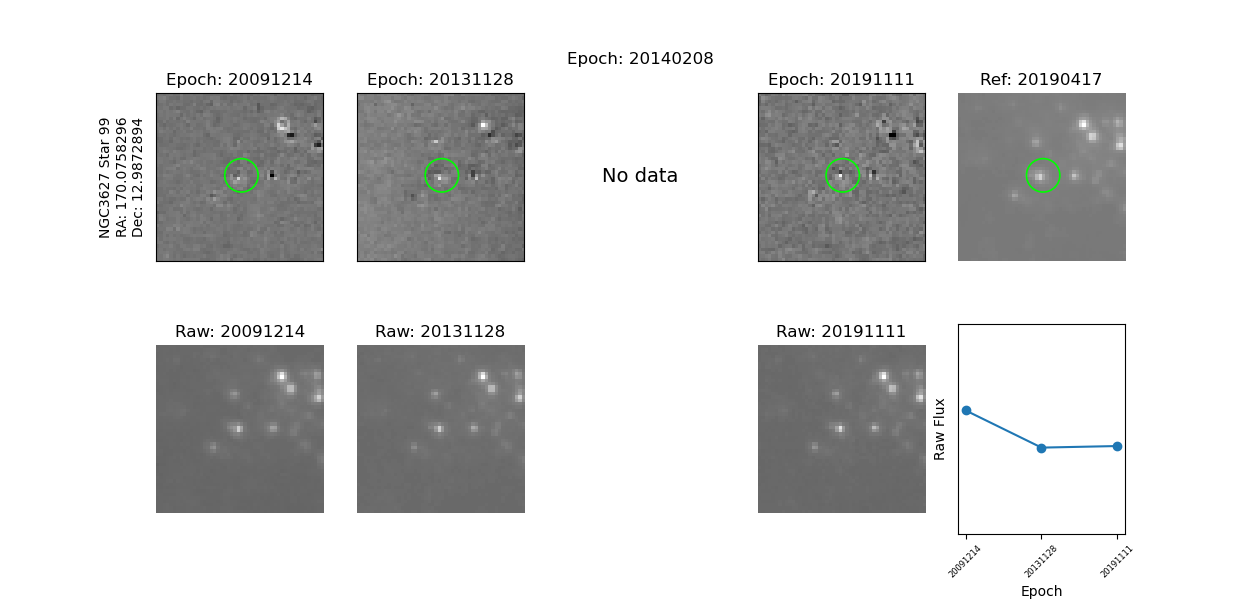 Epoch: 20140208
Epoch: 20091214
Epoch: 20131128
Epoch: 20191111
Ref: 20190417
NGC3627 Star 99
RA: 170.0758296
Dec: 12.9872894
No data
Raw: 20091214
Raw: 20131128
Raw: 20191111
Raw Flux
20091214
20131128
20191111
Epoch